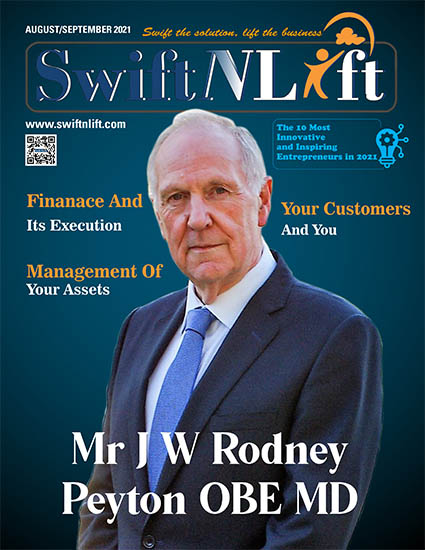 AUGUST/SEPTEMBER 2021
Swift the solution, lift the business
SwiftNLift
www.swiftnlift.com
The 10 Most
Innovative
and Inspiring
Entrepreneurs in 2021
Finanace And
Its Execution
Your Customers
And You
Management Of
Your Assets
Mr J W Rodney
Peyton OBE MD